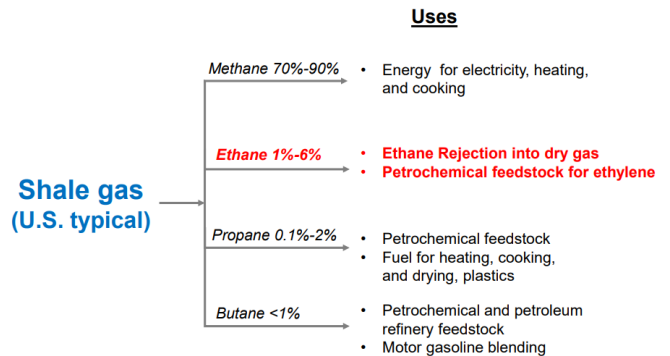 Uses
Methane 70%-90%
• Energy for electricity, heating,
and cooking
Ethane 1%-6%
• Ethane Rejection into dry gas
• Petrochemical feedstock for ethylene
Shale gas
(U.S. typical)
Propane 0.1%-2%
• Petrochemical feedstock
• Fuel for heating, cooking,
and drying, plastics
Butane <1%
• Petrochemical and petroleum
refinery feedstock
• Motor gasoline blending